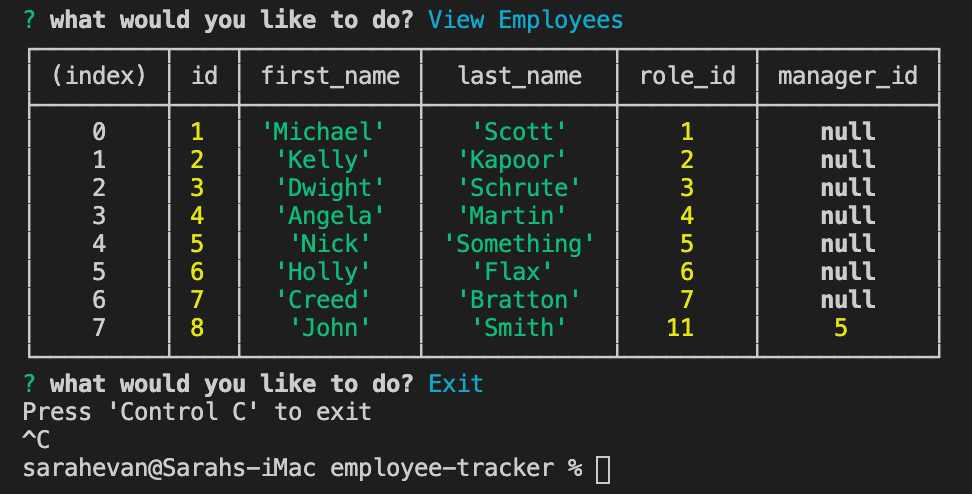 ? what would you like to do? View Employees
(index) id first_name last_name role_id manager_id
0 1 'Michael' 'Scott' 1 null
1 2 'Kelly' 'Kapoor' 2 null
2 3 'Dwight' 'Schrute' 3 null
3 4 'Angela' 'Martin' 4 null
4 5 'Nick' 'Something' 5 null
5 6 'Holly' 'Flax' 6 null
6 7 'Creed' 'Bratton' 7 null
7 8 'John' 'Smith' 11 5
? what would you like to do? Exit
Press 'Control C' to exit
^C
sarahevan@Sarahs-iMac employee-tracker %